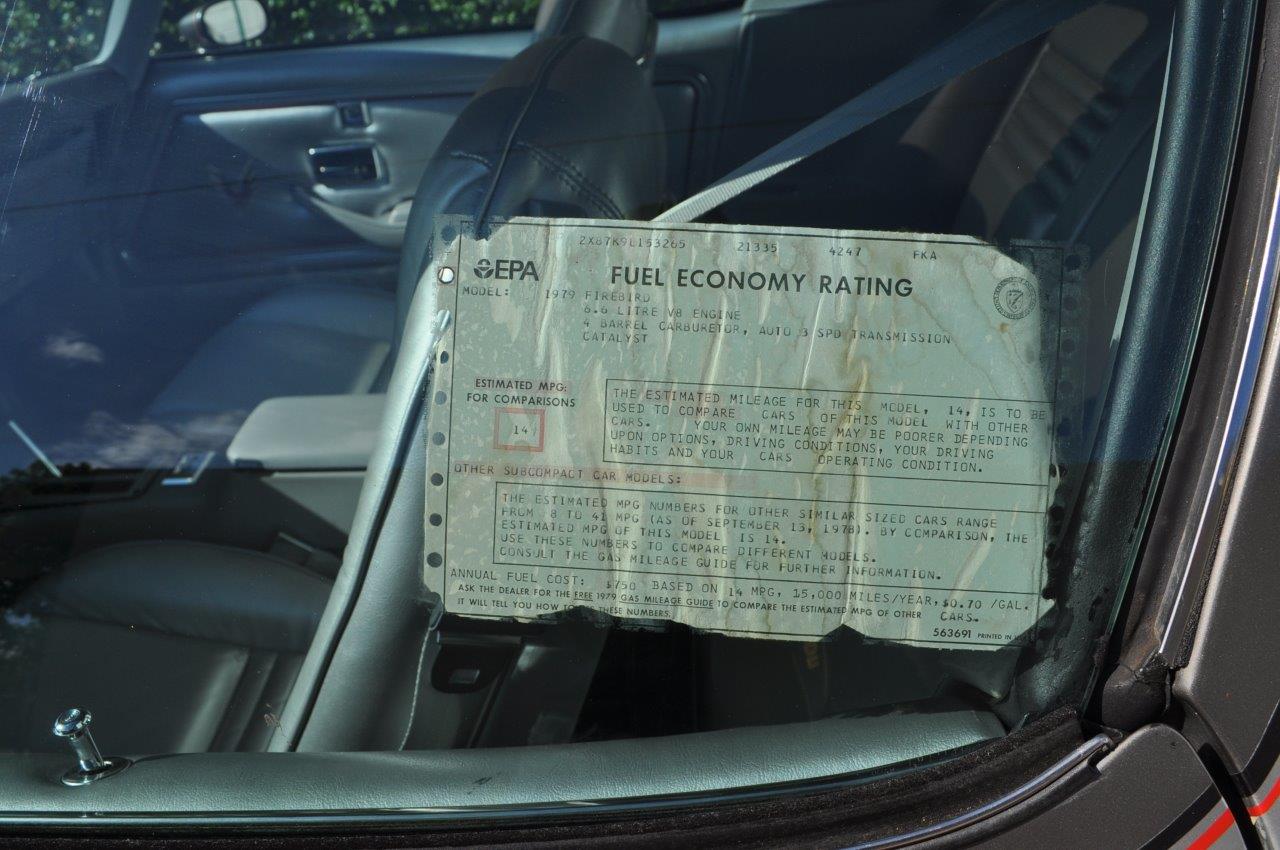 2X87K9L153265 21335 4247 FKA
EPA FUEL ECONOMY RATING
MODEL: 1979 FIREBIRD
6.6 LITRE V8 ENGINE
4 BARREL CARBURETOR, AUTO 3 SPD TRANSMISSION
CATALYST
ESTIMATED MPG:
FOR COMPARISONS
14
THE ESTIMATED MILEAGE FOR THIS MODEL, 14, IS TO BE
USED TO COMPARE CARS OF THIS MODEL WITH OTHER
CARS. YOUR OWN MILEAGE MAY BE POORER DEPENDING
UPON OPTIONS, DRIVING CONDITIONS, YOUR DRIVING
HABITS AND YOUR CARS OPERATING CONDITION.
OTHER SUBCOMPACT CAR MODELS:
THE ESTIMATED MPG NUMBERS FOR OTHER SIMILAR SIZED CARS RANGE
FROM 8 TO 41 MPG (AS OF SEPTEMBER 13, 1978). BY COMPARISON, THE
ESTIMATED MPG OF THIS MODEL IS 14.
USE THESE NUMBERS TO COMPARE DIFFERENT MODELS.
CONSULT THE GAS MILEAGE GUIDE FOR FURTHER INFORMATION.
ANNUAL FUEL COST: $750 BASED ON 14 MPG, 15,000 MILES/YEAR, $0.70 /GAL.
ASK THE DEALER FOR THE FREE 1979 GAS MILEAGE GUIDE TO COMPARE THE ESTIMATED MPG OF OTHER CARS.
IT WILL TELL YOU HOW THESE NUMBERS.
563691 PRINTED IN